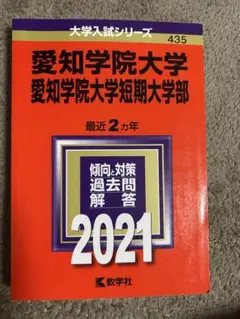 大学入試シリーズ
435
愛知学院大学
愛知学院大学短期大学部
最近2カ年
傾向と対策
過去問
解答
2021
教学社